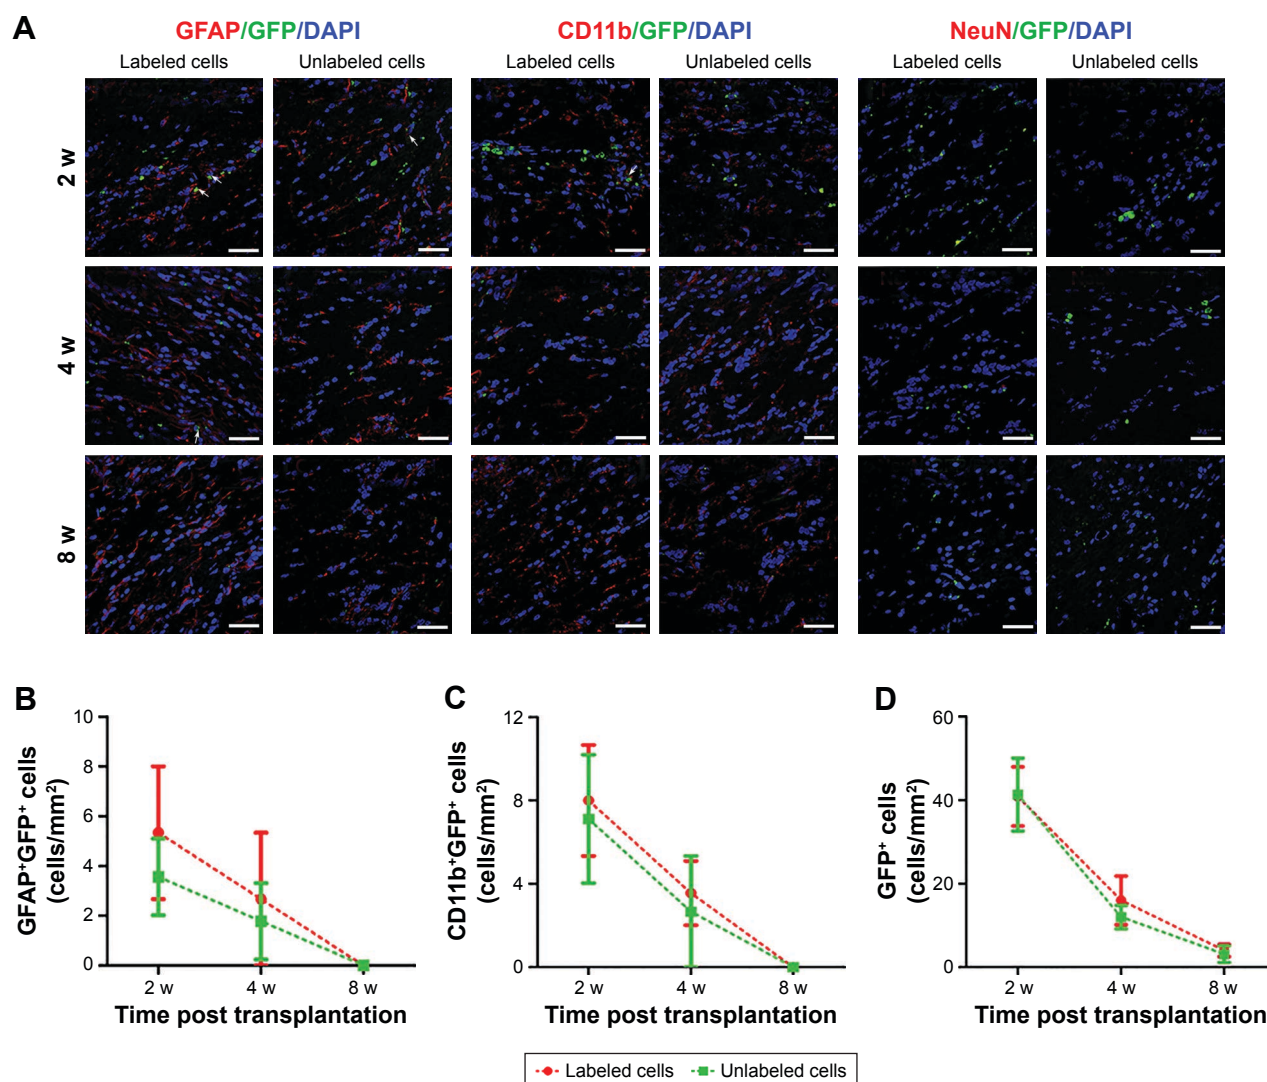 A
GFAP/GFP/DAPI
CD11b/GFP/DAPI
NeuN/GFP/DAPI
Labeled cells
Unlabeled cells
Labeled cells
Unlabeled cells
Labeled cells
Unlabeled cells
2 w
4 w
8 w
B
10
8
6
4
2
0
GFAP⁺GFP⁺ cells
(cells/mm²)
2 w
4 w
8 w
Time post transplantation
C
12
8
4
0
CD11b⁺GFP⁺ cells
(cells/mm²)
2 w
4 w
8 w
Time post transplantation
D
60
40
20
0
GFP⁺ cells
(cells/mm²)
2 w
4 w
8 w
Time post transplantation
Labeled cells
Unlabeled cells